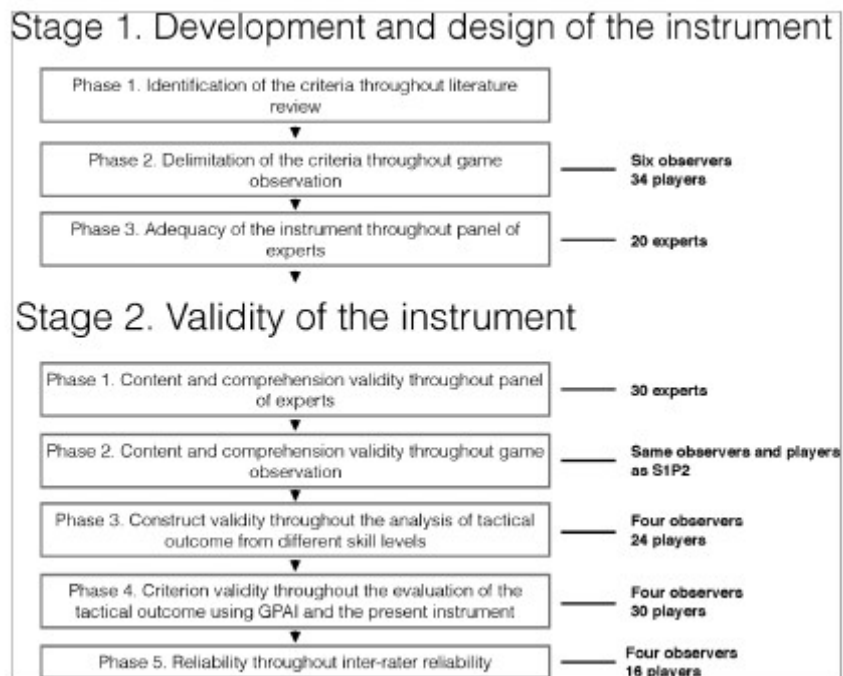 Stage 1. Development and design of the instrument
Phase 1. Identification of the criteria throughout literature
review
Phase 2. Delimitation of the criteria throughout game
observation
Six observers
34 players
Phase 3. Adequacy of the instrument throughout panel of
experts
20 experts
Stage 2. Validity of the instrument
Phase 1. Content and comprehension validity throughout panel
of experts
30 experts
Phase 2. Content and comprehension validity throughout game
observation
Same observers and players
as S1P2
Phase 3. Construct validity throughout the analysis of tactical
outcome from different skill levels
Four observers
24 players
Phase 4. Criterion validity throughout the evaluation of the
tactical outcome using GPAI and the present instrument
Four observers
30 players
Phase 5. Reliability throughout inter-rater reliability
Four observers
16 players